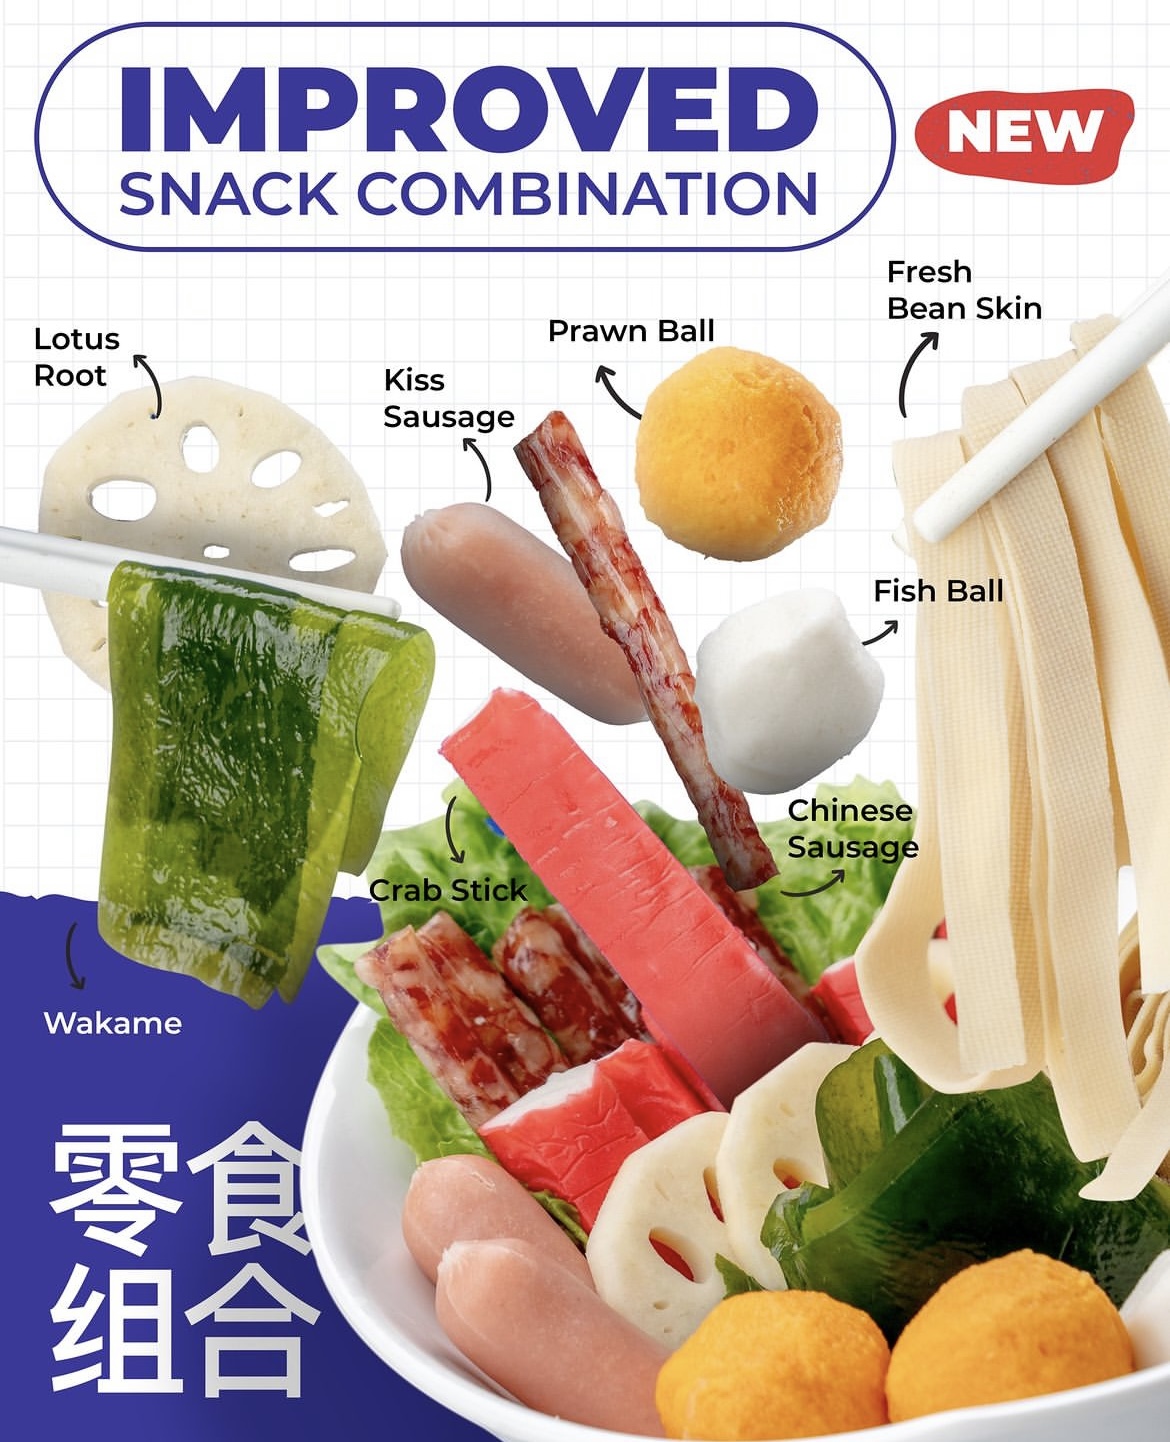 IMPROVED
SNACK COMBINATION
NEW
Fresh
Bean Skin
Lotus
Root
Prawn Ball
Kiss
Sausage
Fish Ball
Chinese
Sausage
Crab Stick
Wakame
零食
组合